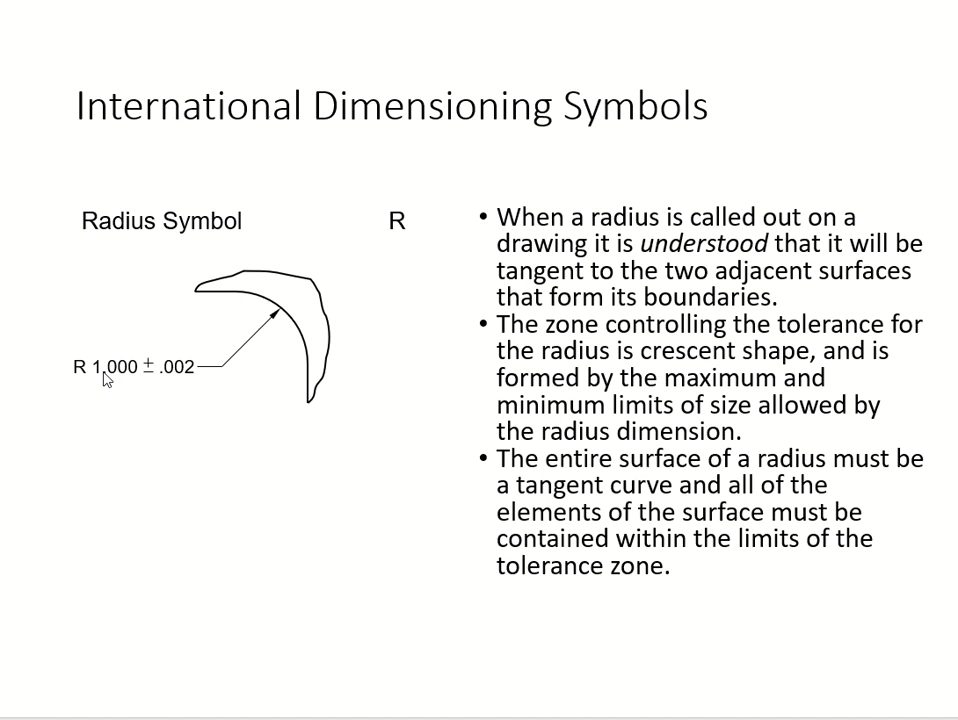 International Dimensioning Symbols
Radius Symbol R
R 1.000 ± .002
• When a radius is called out on a
drawing it is understood that it will be
tangent to the two adjacent surfaces
that form its boundaries.
• The zone controlling the tolerance for
the radius is crescent shape, and is
formed by the maximum and
minimum limits of size allowed by
the radius dimension.
• The entire surface of a radius must be
a tangent curve and all of the
elements of the surface must be
contained within the limits of the
tolerance zone.